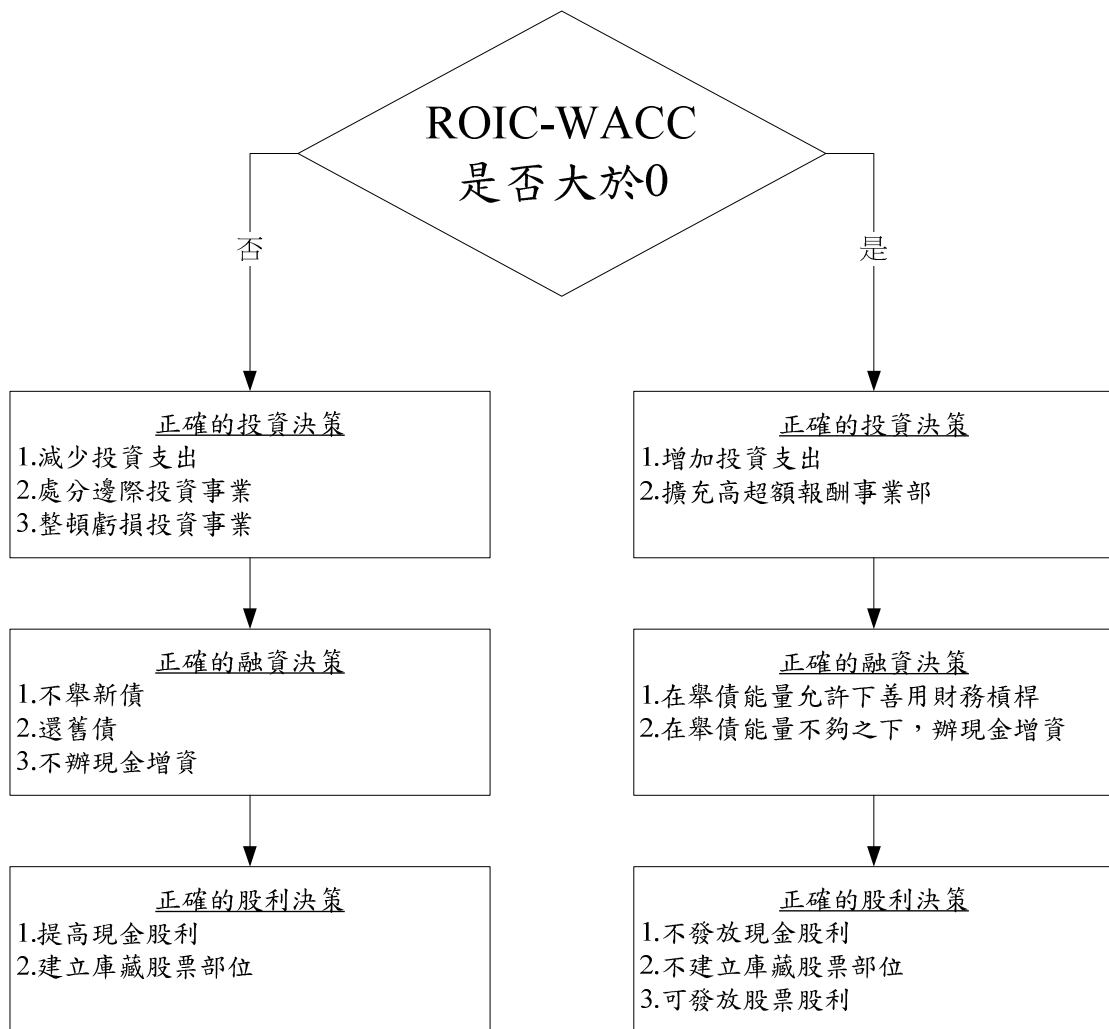 ROIC-WACC
是否大於0
否
是
正確的投資決策
1.減少投資支出
2.處分邊際投資事業
3.整頓虧損投資事業
正確的投資決策
1.增加投資支出
2.擴充高超額報酬事業部
正確的融資決策
1.不舉新債
2.還舊債
3.不辦現金增資
正確的融資決策
1.在舉債能量允許下善用財務槓桿
2.在舉債能量不夠之下，辦現金增資
正確的股利決策
1.提高現金股利
2.建立庫藏股票部位
正確的股利決策
1.不發放現金股利
2.不建立庫藏股票部位
3.可發放股票股利